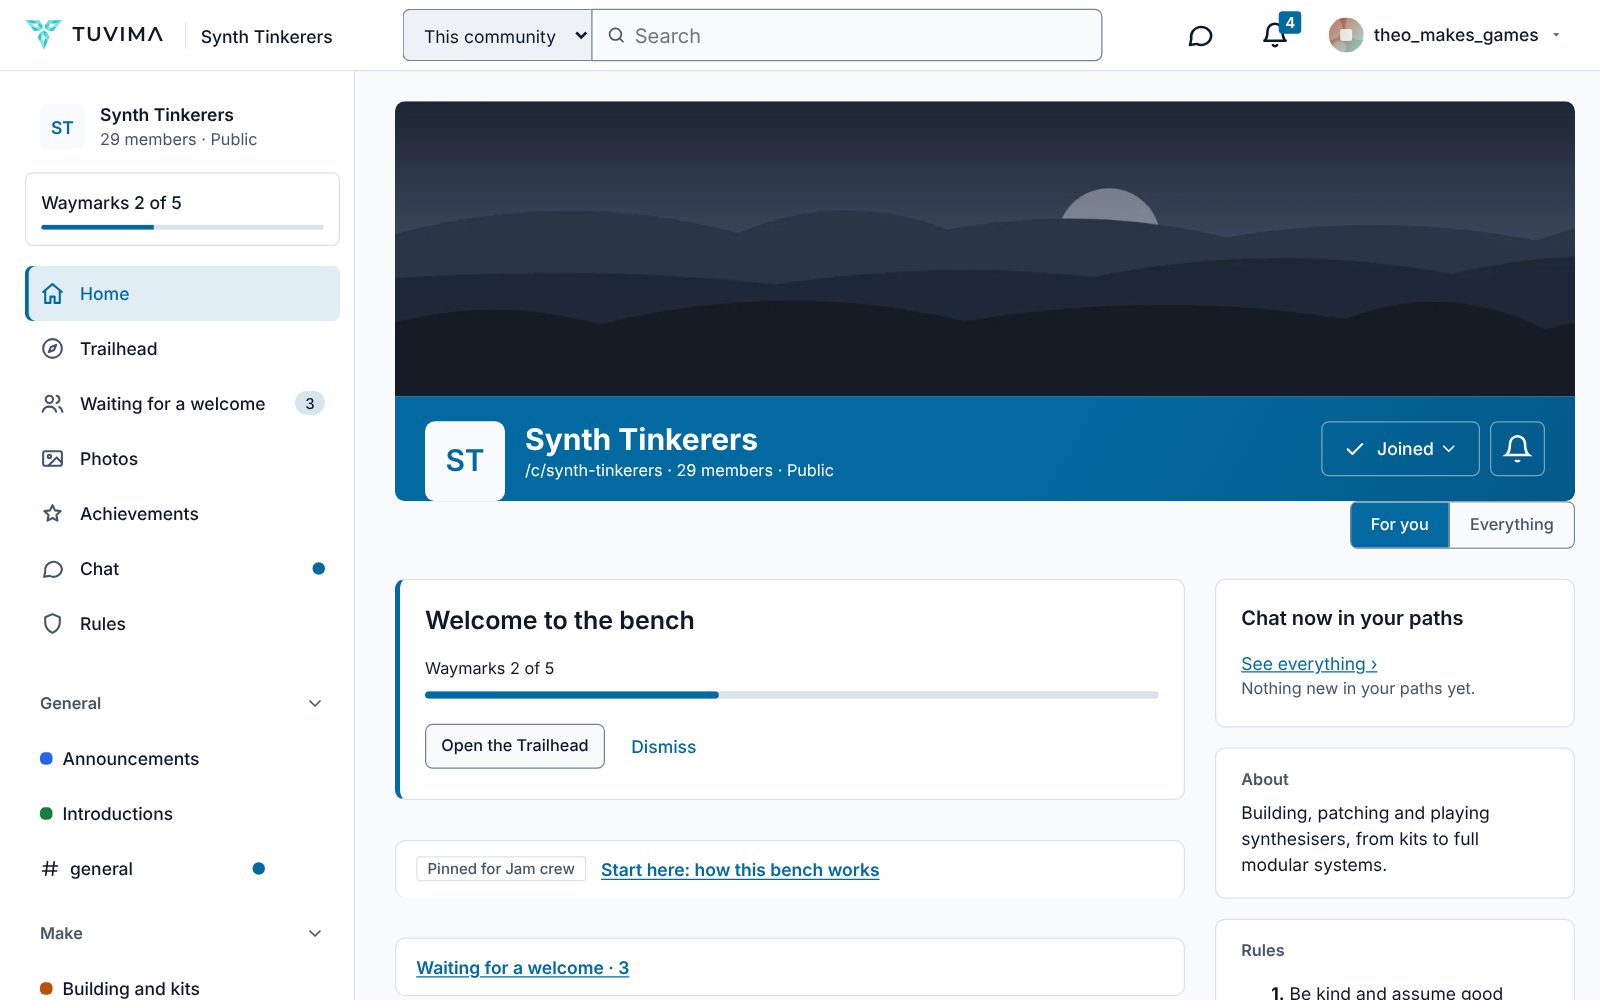 TUVIMA
Synth Tinkerers
This community
Search
4
theo_makes_games
ST
Synth Tinkerers
29 members · Public
Waymarks 2 of 5
Home
Trailhead
Waiting for a welcome
3
Photos
Achievements
Chat
Rules
General
Announcements
Introductions
# general
Make
Building and kits
ST
Synth Tinkerers
/c/synth-tinkerers · 29 members · Public
Joined
For you
Everything
Welcome to the bench
Waymarks 2 of 5
Open the Trailhead
Dismiss
Pinned for Jam crew
Start here: how this bench works
Waiting for a welcome · 3
Chat now in your paths
See everything ›
Nothing new in your paths yet.
About
Building, patching and playing
synthesisers, from kits to full
modular systems.
Rules
1. Be kind and assume good